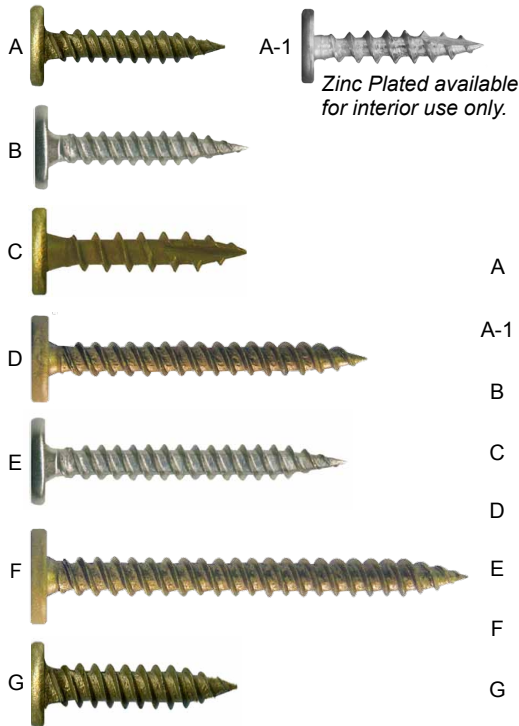 A
A-1
Zinc Plated available
for interior use only.
B
C
D
E
F
G
A
A-1
B
C
D
E
F
G